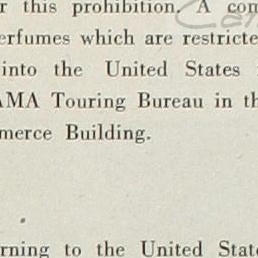 r this prohibition. A com
erfumes which are restricte
into the United States
AMA Touring Bureau in th
merce Building.
rning to the United State